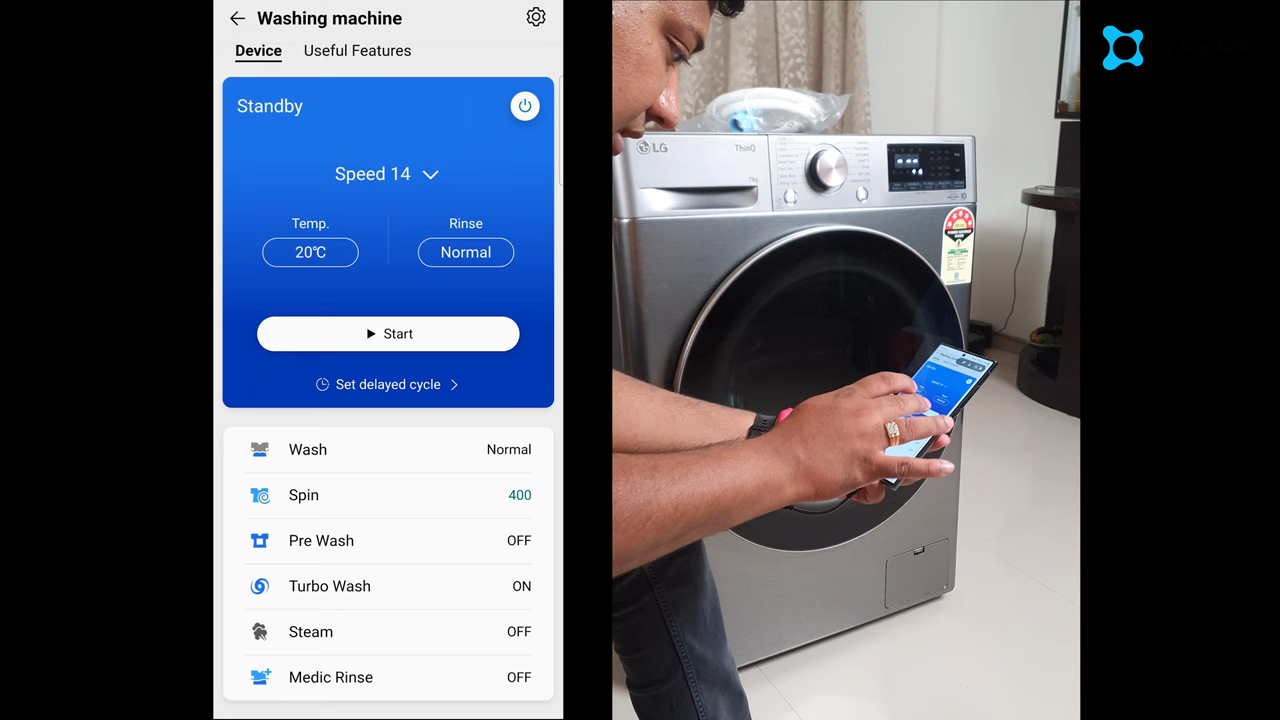 Washing machine
Device Useful Features
Standby
Speed 14
Temp. Rinse
20℃ Normal
Start
Set delayed cycle
Wash Normal
Spin 400
Pre Wash OFF
Turbo Wash ON
Steam OFF
Medic Rinse OFF
LG ThinQ